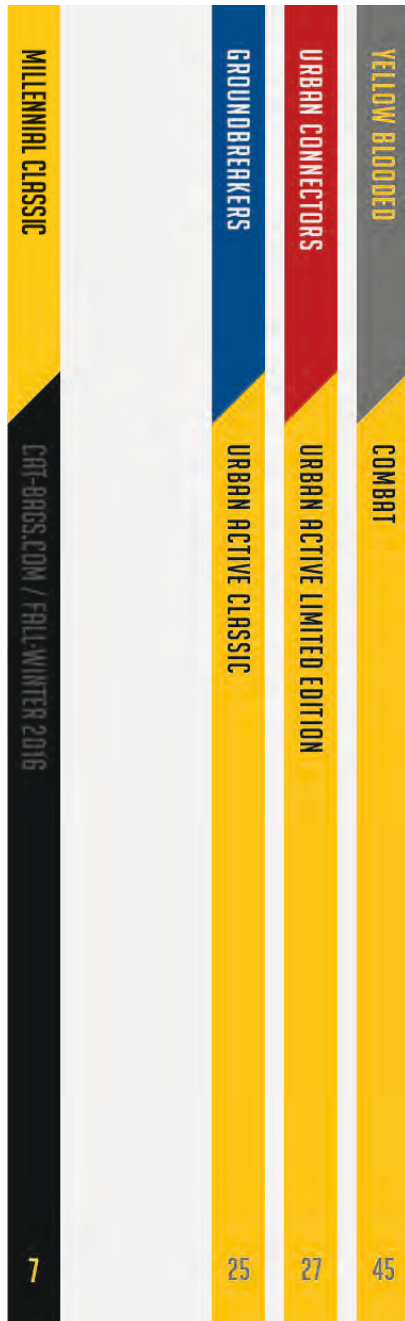 YELLOW BLOODED COMBAT 45
URBAN CONNECTORS URBAN ACTIVE LIMITED EDITION 27
GROUNDBREAKERS URBAN ACTIVE CLASSIC 25
MILLENNIAL CLASSIC CAT-BAGS.COM / FALL-WINTER 2016 7